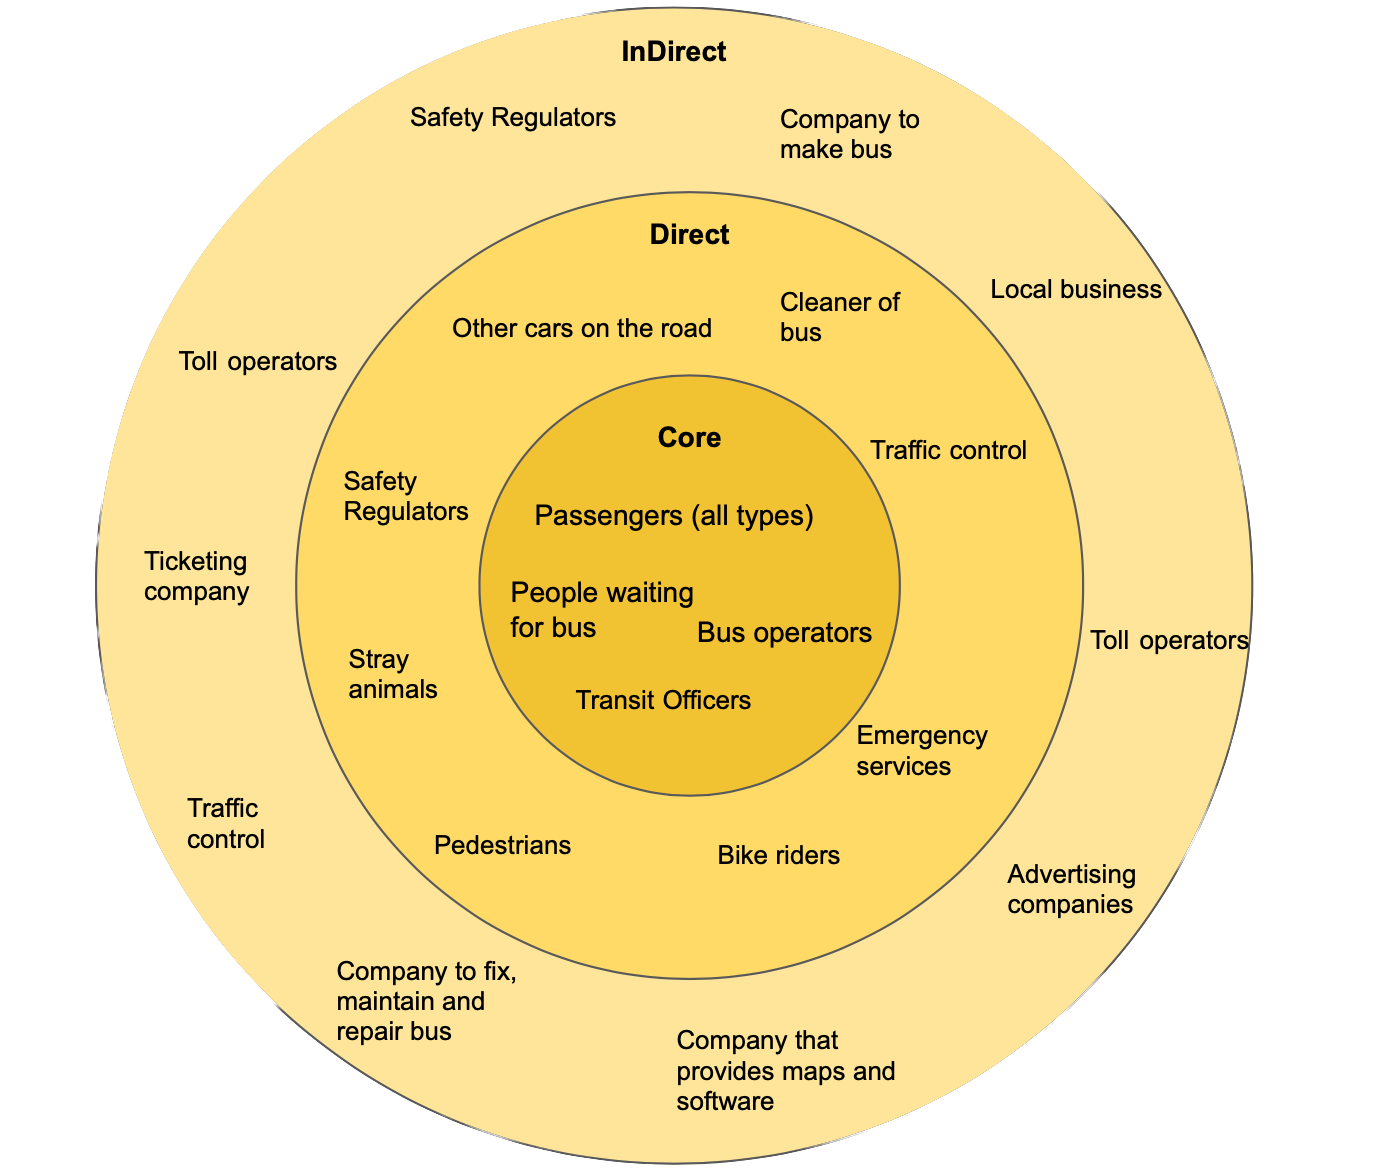 InDirect
Safety Regulators
Company to
make bus
Local business
Toll operators
Ticketing
company
Traffic
control
Company to fix,
maintain and
repair bus
Company that
provides maps and
software
Advertising
companies
Toll operators
Direct
Other cars on the road
Cleaner of
bus
Traffic control
Safety
Regulators
Stray
animals
Emergency
services
Pedestrians
Bike riders
Core
Passengers (all types)
People waiting
for bus
Bus operators
Transit Officers